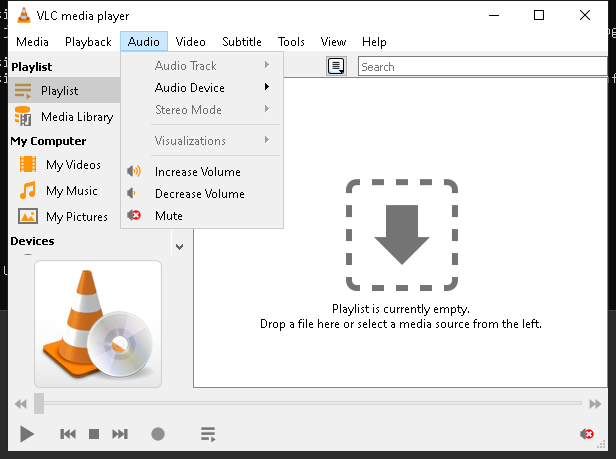 VLC media player
Media Playback Audio Video Subtitle Tools View Help
Playlist
Playlist
Media Library
My Computer
My Videos
My Music
My Pictures
Devices
Audio Track
Audio Device
Stereo Mode
Visualizations
Increase Volume
Decrease Volume
Mute
Search
Playlist is currently empty.
Drop a file here or select a media source from the left.